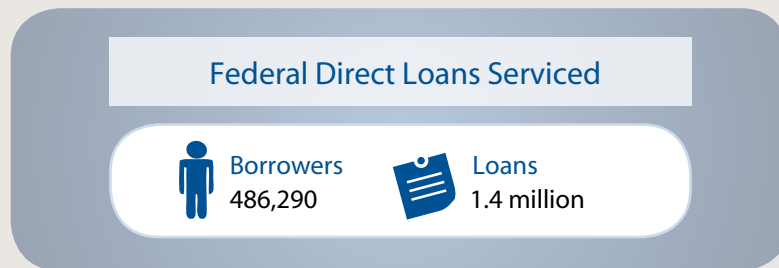 Federal Direct Loans Serviced
Borrowers
486,290
Loans
1.4 million